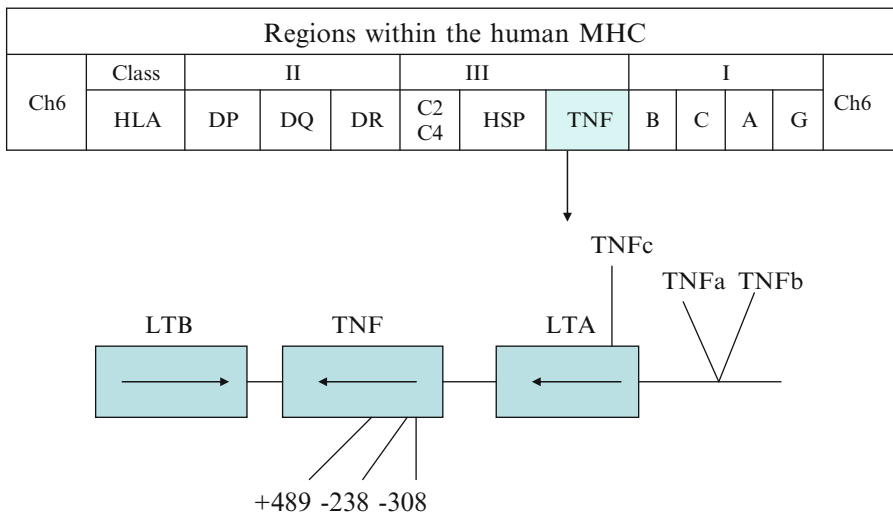 Regions within the human MHC
Ch6 Class II III I Ch6
HLA DP DQ DR C2 C4 HSP TNF B C A G
TNFc
TNFa TNFb
LTB TNF LTA
+489 -238 -308